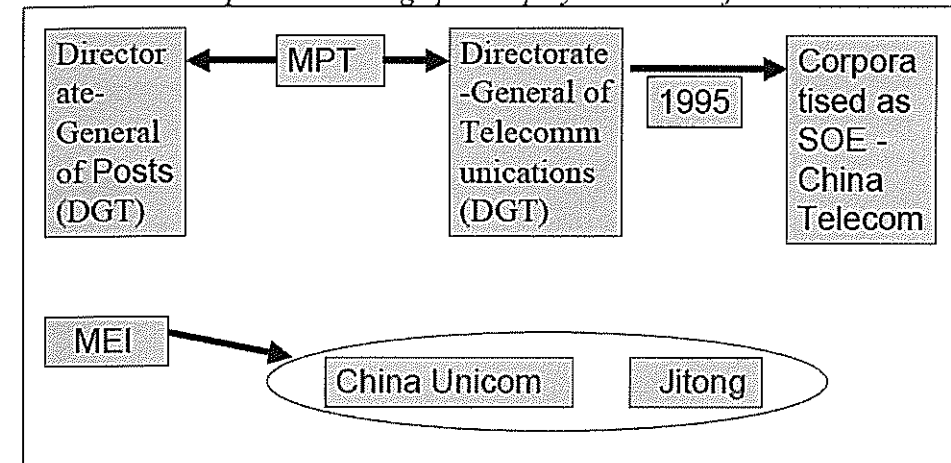 Director
ate-
General
of Posts
(DGT)
MPT
Directorate
-General of
Telecomm
unications
(DGT)
1995
Corpora
tised as
SOE -
China
Telecom
MEI
China Unicom
Jitong